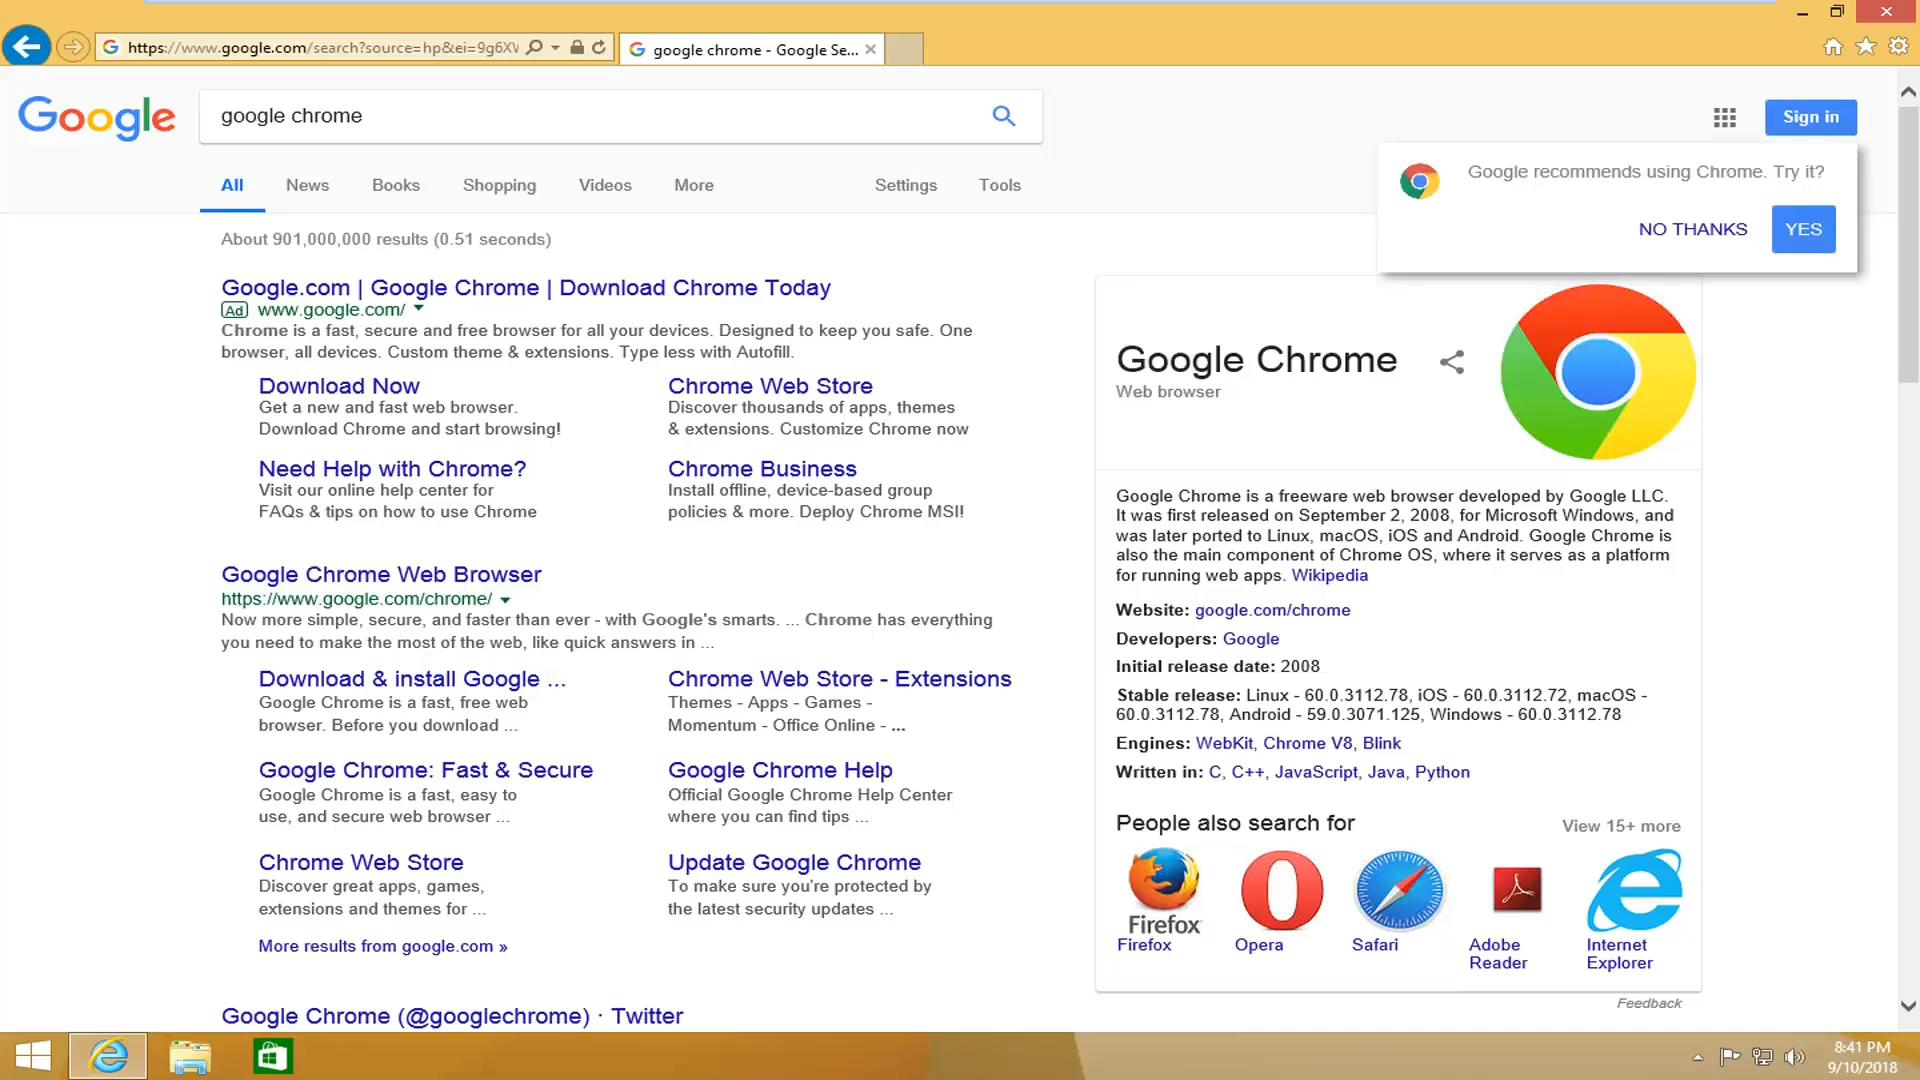 https://www.google.com/search?source=hp&ei=9g6XV
google chrome - Google Se...
Google
google chrome
Sign in
All
News
Books
Shopping
Videos
More
Settings
Tools
Google recommends using Chrome. Try it?
NO THANKS
YES
About 901,000,000 results (0.51 seconds)
Google.com | Google Chrome | Download Chrome Today
Ad www.google.com/
Chrome is a fast, secure and free browser for all your devices. Designed to keep you safe. One
browser, all devices. Custom theme & extensions. Type less with Autofill.
Download Now
Get a new and fast web browser.
Download Chrome and start browsing!
Chrome Web Store
Discover thousands of apps, themes
& extensions. Customize Chrome now
Need Help with Chrome?
Visit our online help center for
FAQs & tips on how to use Chrome
Chrome Business
Install offline, device-based group
policies & more. Deploy Chrome MSI!
Google Chrome Web Browser
https://www.google.com/chrome/
Now more simple, secure, and faster than ever - with Google's smarts. ... Chrome has everything
you need to make the most of the web, like quick answers in ...
Download & install Google ...
Google Chrome is a fast, free web
browser. Before you download ...
Chrome Web Store - Extensions
Themes - Apps - Games -
Momentum - Office Online - ...
Google Chrome: Fast & Secure
Google Chrome is a fast, easy to
use, and secure web browser ...
Google Chrome Help
Official Google Chrome Help Center
where you can find tips ...
Chrome Web Store
Discover great apps, games,
extensions and themes for ...
Update Google Chrome
To make sure you're protected by
the latest security updates ...
More results from google.com »
Google Chrome (@googlechrome) · Twitter
Google Chrome
Web browser
Google Chrome is a freeware web browser developed by Google LLC.
It was first released on September 2, 2008, for Microsoft Windows, and
was later ported to Linux, macOS, iOS and Android. Google Chrome is
also the main component of Chrome OS, where it serves as a platform
for running web apps. Wikipedia
Website: google.com/chrome
Developers: Google
Initial release date: 2008
Stable release: Linux - 60.0.3112.78, iOS - 60.0.3112.72, macOS -
60.0.3112.78, Android - 59.0.3071.125, Windows - 60.0.3112.78
Engines: WebKit, Chrome V8, Blink
Written in: C, C++, JavaScript, Java, Python
People also search for
View 15+ more
Firefox
Firefox
Opera
Safari
Adobe
Reader
Internet
Explorer
Feedback
8:41 PM
9/10/2018